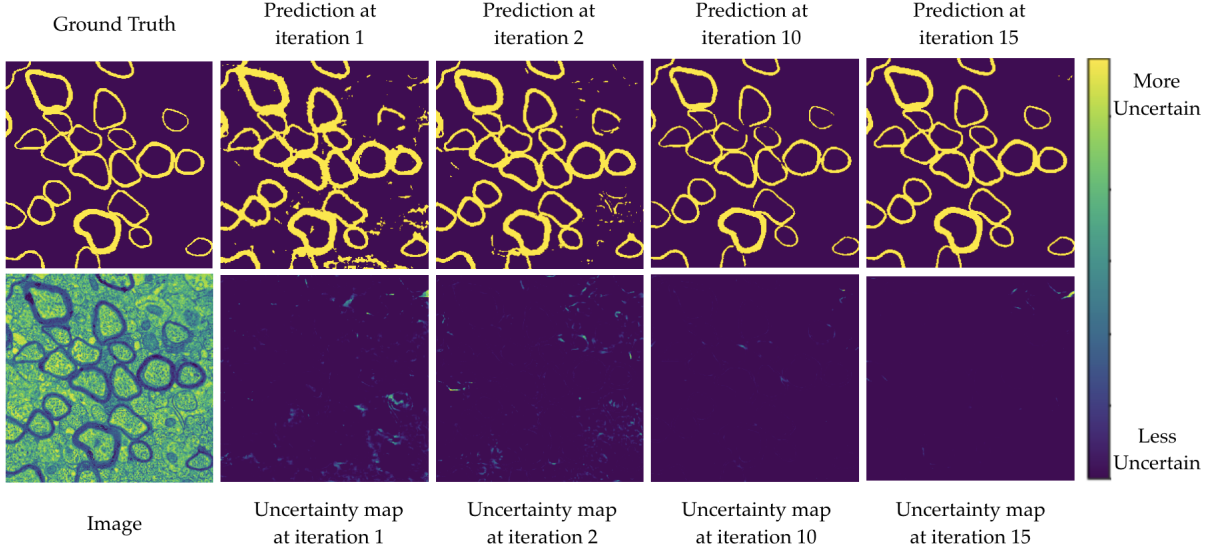 Ground Truth
Prediction at
iteration 1
Prediction at
iteration 2
Prediction at
iteration 10
Prediction at
iteration 15
More
Uncertain
Less
Uncertain
Image
Uncertainty map
at iteration 1
Uncertainty map
at iteration 2
Uncertainty map
at iteration 10
Uncertainty map
at iteration 15